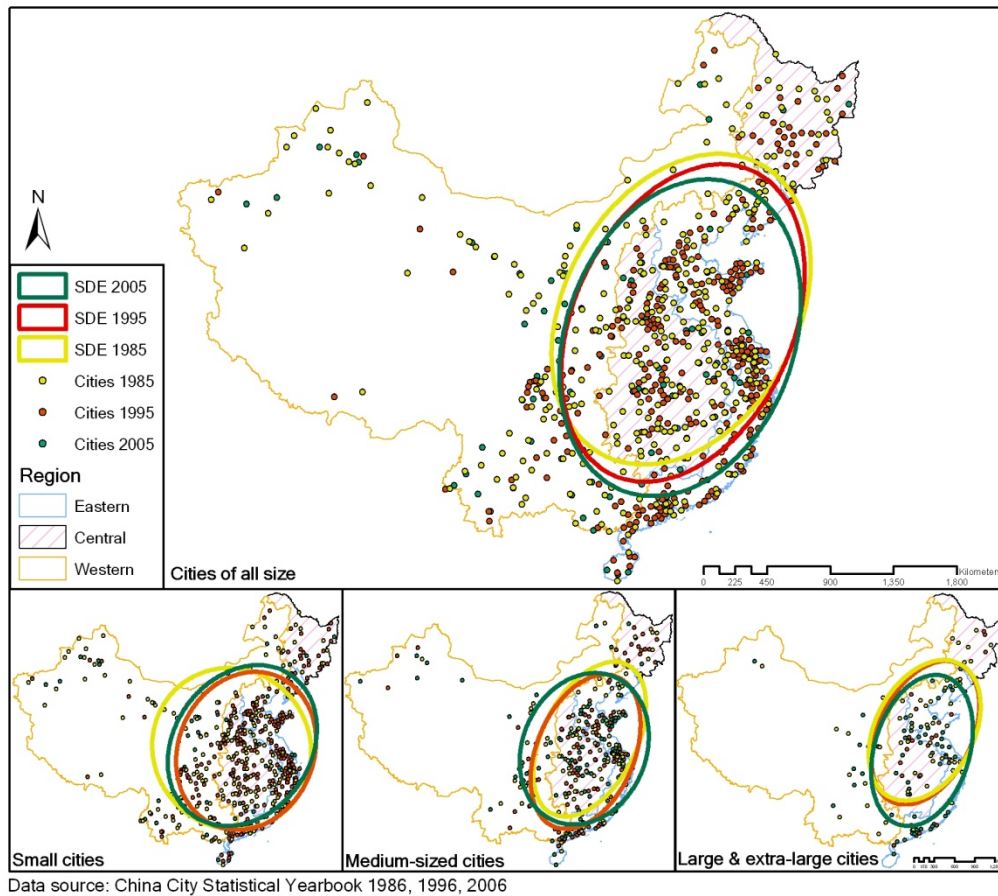 N
SDE 2005
SDE 1995
SDE 1985
Cities 1985
Cities 1995
Cities 2005
Region
Eastern
Central
Western
Cities of all size
Kilometer
0 225 450 900 1,350 1,800
Small cities
Medium-sized cities
Large & extra-large cities
Data source: China City Statistical Yearbook 1986, 1996, 2006